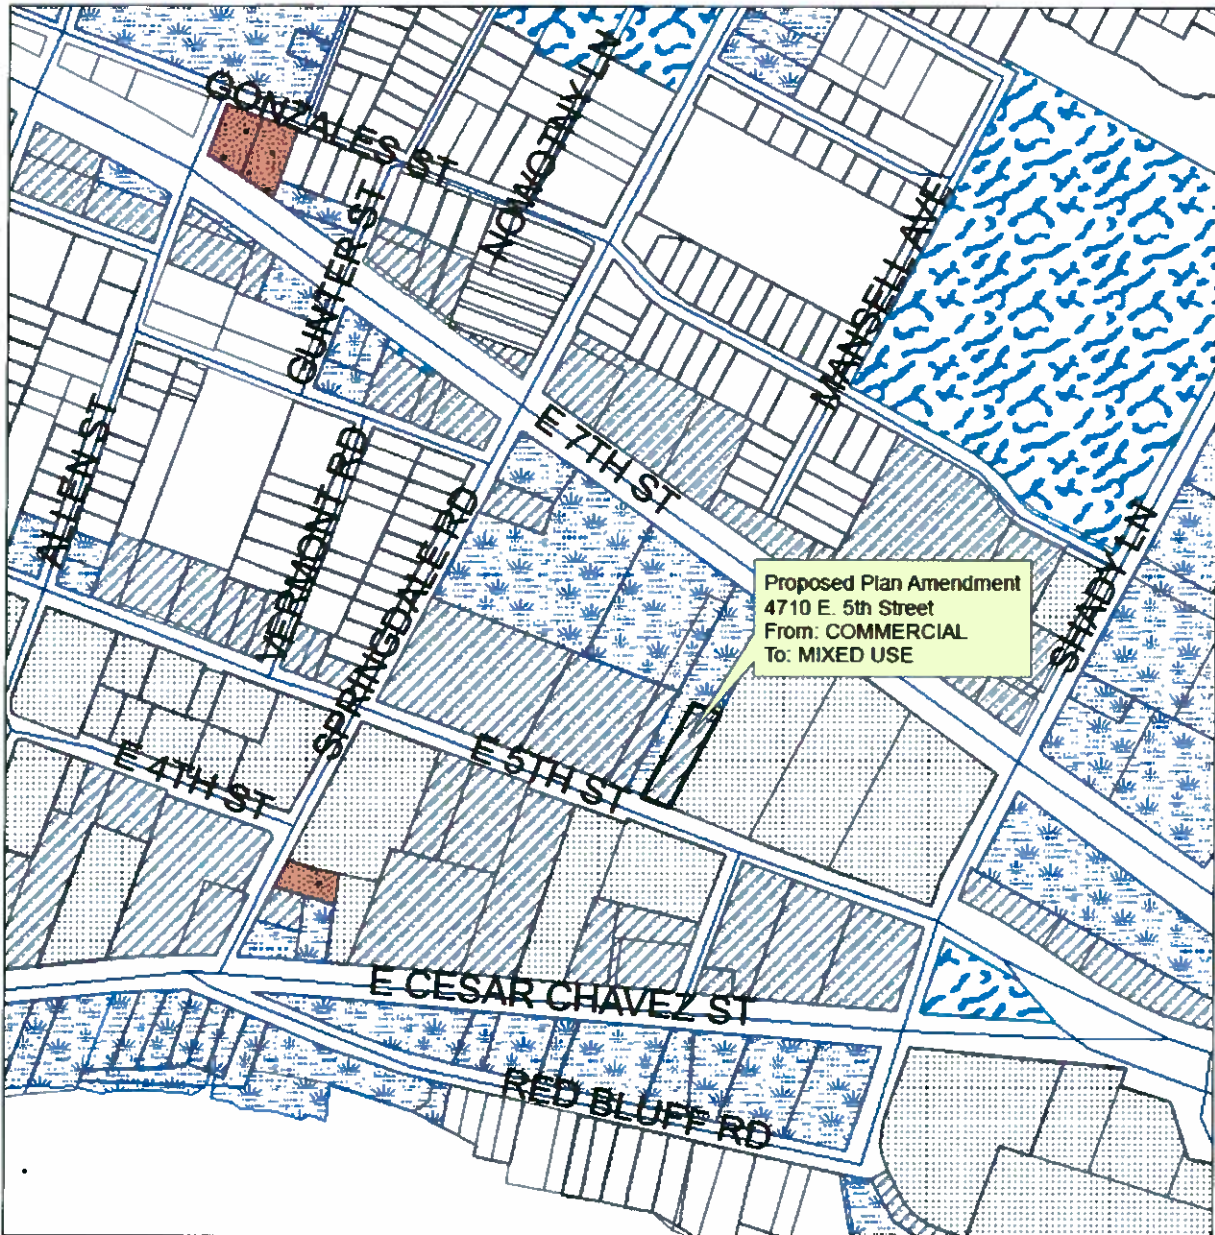 GONZALES ST
NOWOTNY LN
GUNTER ST
MANSELL AVE
ALLEN ST
VERMONT RD
SPRINGDALE RD
E 7TH ST
SHADY LN
Proposed Plan Amendment
4710 E. 5th Street
From: COMMERCIAL
To: MIXED USE
E 4TH ST
E 5TH ST
E CESAR CHAVEZ ST
RED BLUFF RD